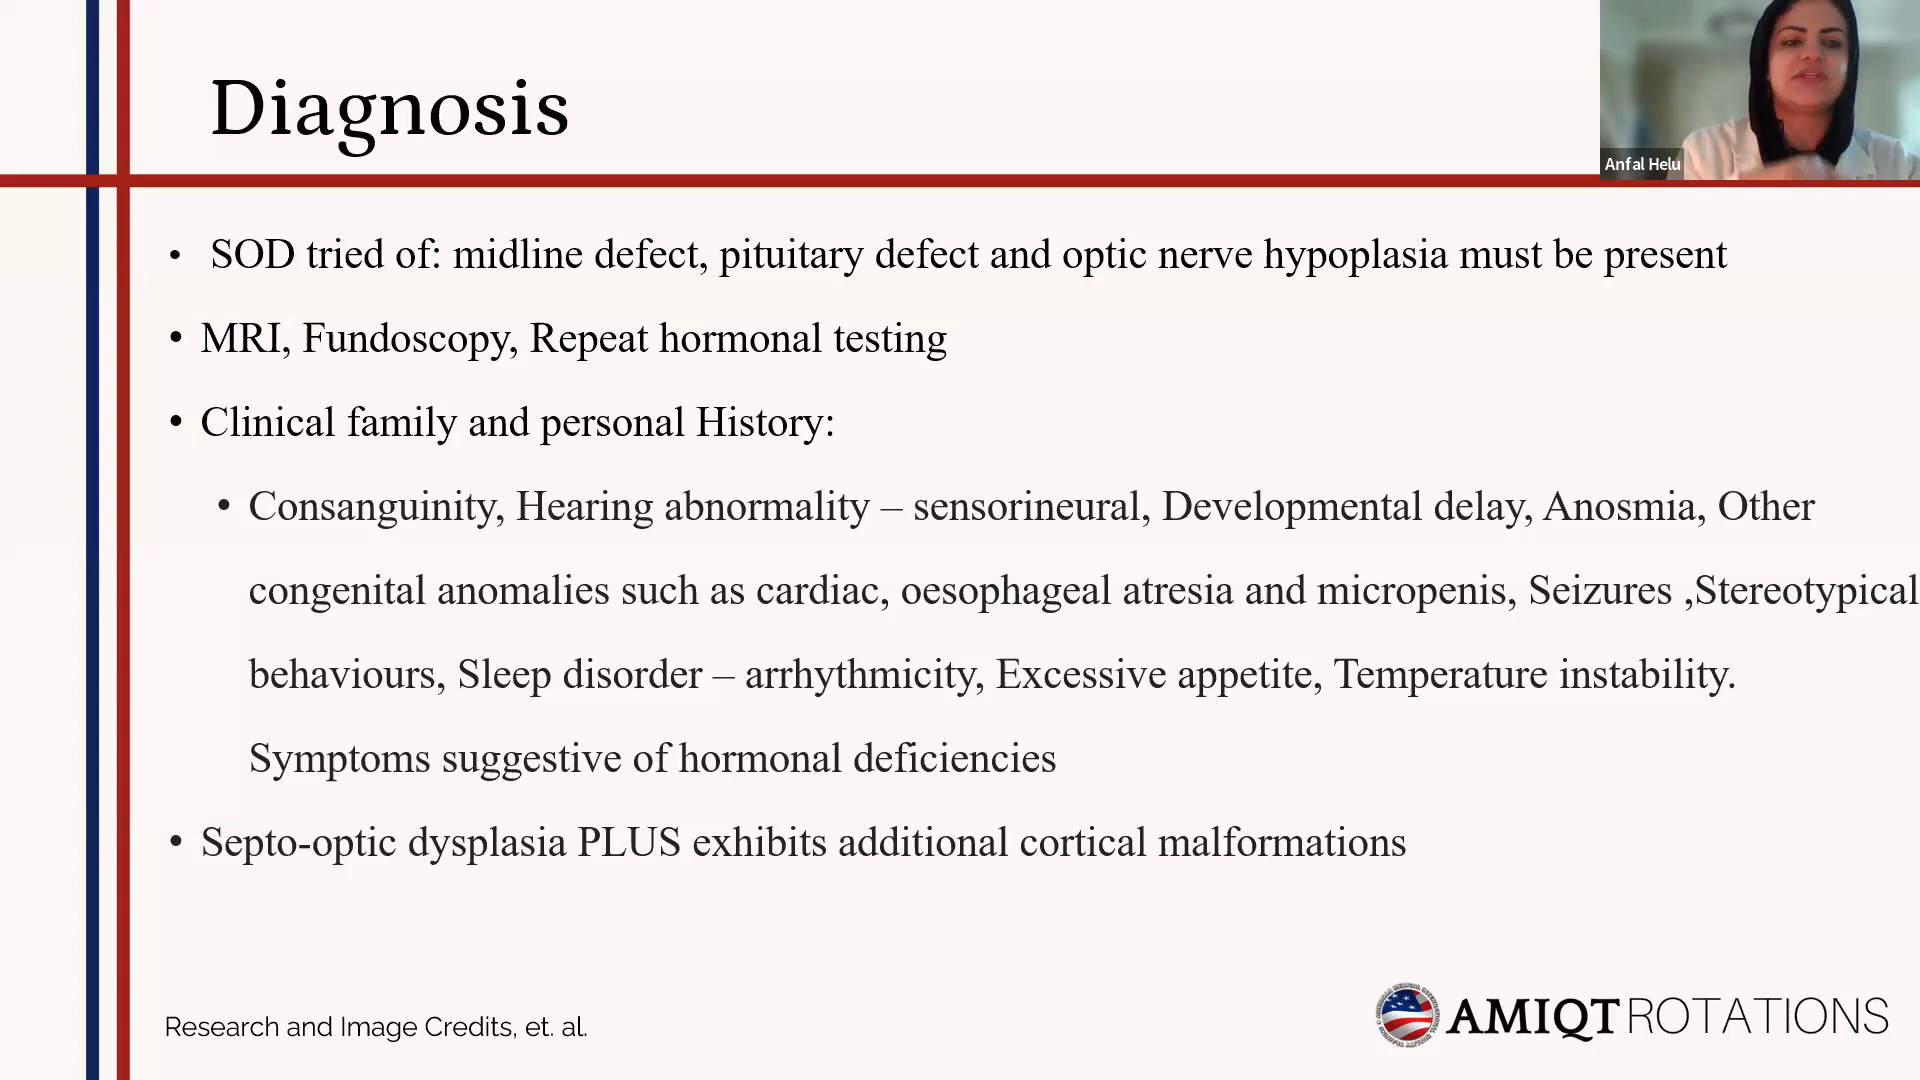 Diagnosis
Anfal Helu
• SOD tried of: midline defect, pituitary defect and optic nerve hypoplasia must be present
• MRI, Fundoscopy, Repeat hormonal testing
• Clinical family and personal History:
• Consanguinity, Hearing abnormality – sensorineural, Developmental delay, Anosmia, Other
congenital anomalies such as cardiac, oesophageal atresia and micropenis, Seizures ,Stereotypical
behaviours, Sleep disorder – arrhythmicity, Excessive appetite, Temperature instability.
Symptoms suggestive of hormonal deficiencies
• Septo-optic dysplasia PLUS exhibits additional cortical malformations
Research and Image Credits, et. al.
AMIQT ROTATIONS